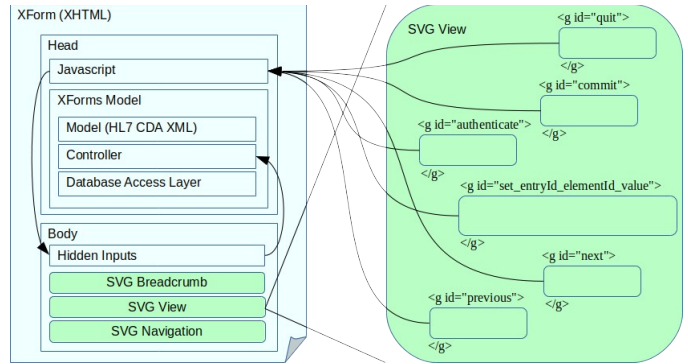 XForm (XHTML)
Head
Javascript
XForms Model
Model (HL7 CDA XML)
Controller
Database Access Layer
Body
Hidden Inputs
SVG Breadcrumb
SVG View
SVG Navigation
SVG View
<g id="quit">
</g>
<g id="commit">
</g>
<g id="authenticate">
</g>
<g id="set_entryId_elementId_value">
</g>
<g id="next">
</g>
<g id="previous">
</g>